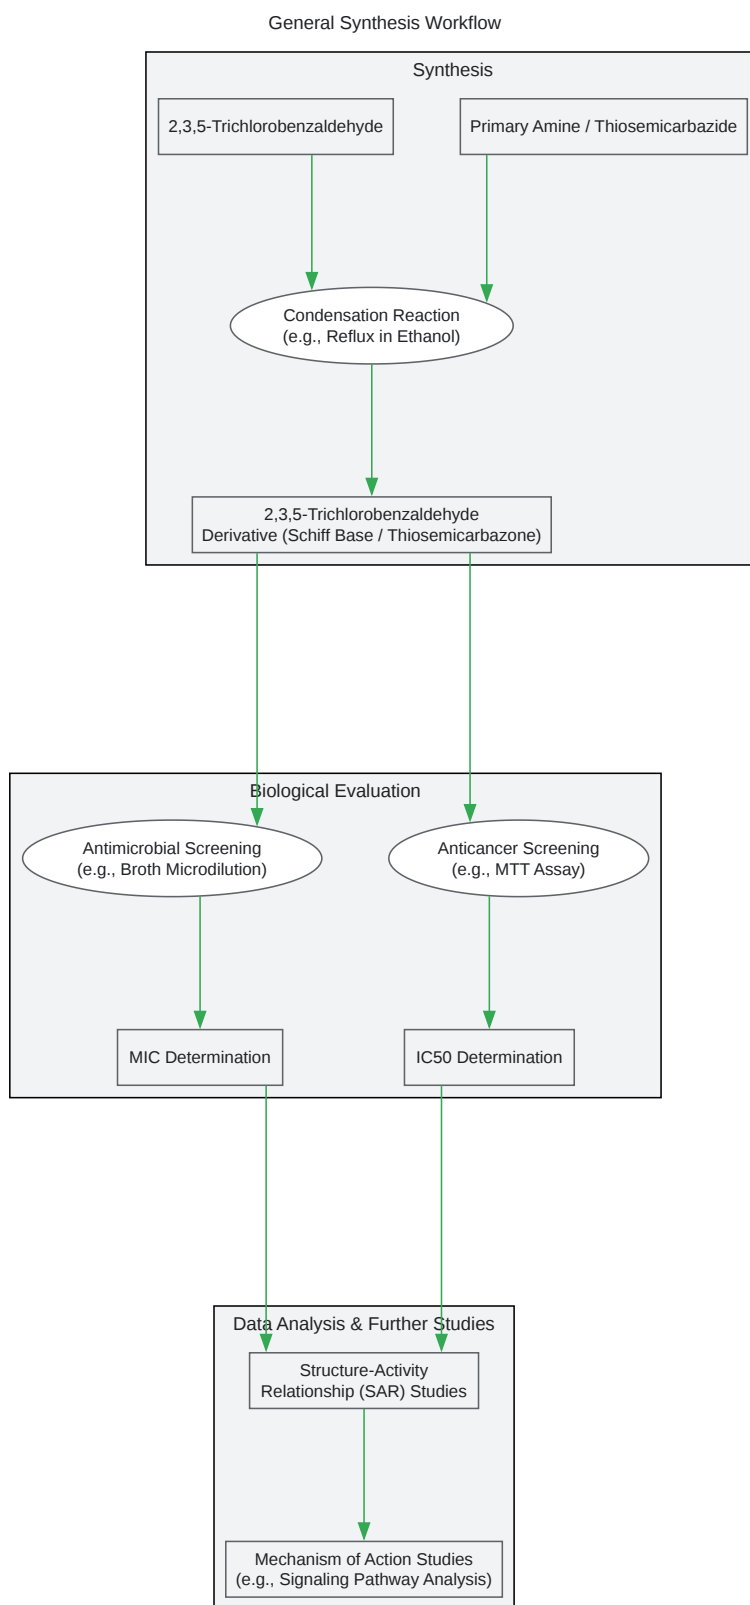 General Synthesis Workflow
Synthesis
2,3,5-Trichlorobenzaldehyde
Primary Amine / Thiosemicarbazide
Condensation Reaction
(e.g., Reflux in Ethanol)
2,3,5-Trichlorobenzaldehyde
Derivative (Schiff Base / Thiosemicarbazone)
Biological Evaluation
Antimicrobial Screening
(e.g., Broth Microdilution)
Anticancer Screening
(e.g., MTT Assay)
MIC Determination
IC50 Determination
Data Analysis & Further Studies
Structure-Activity
Relationship (SAR) Studies
Mechanism of Action Studies
(e.g., Signaling Pathway Analysis)